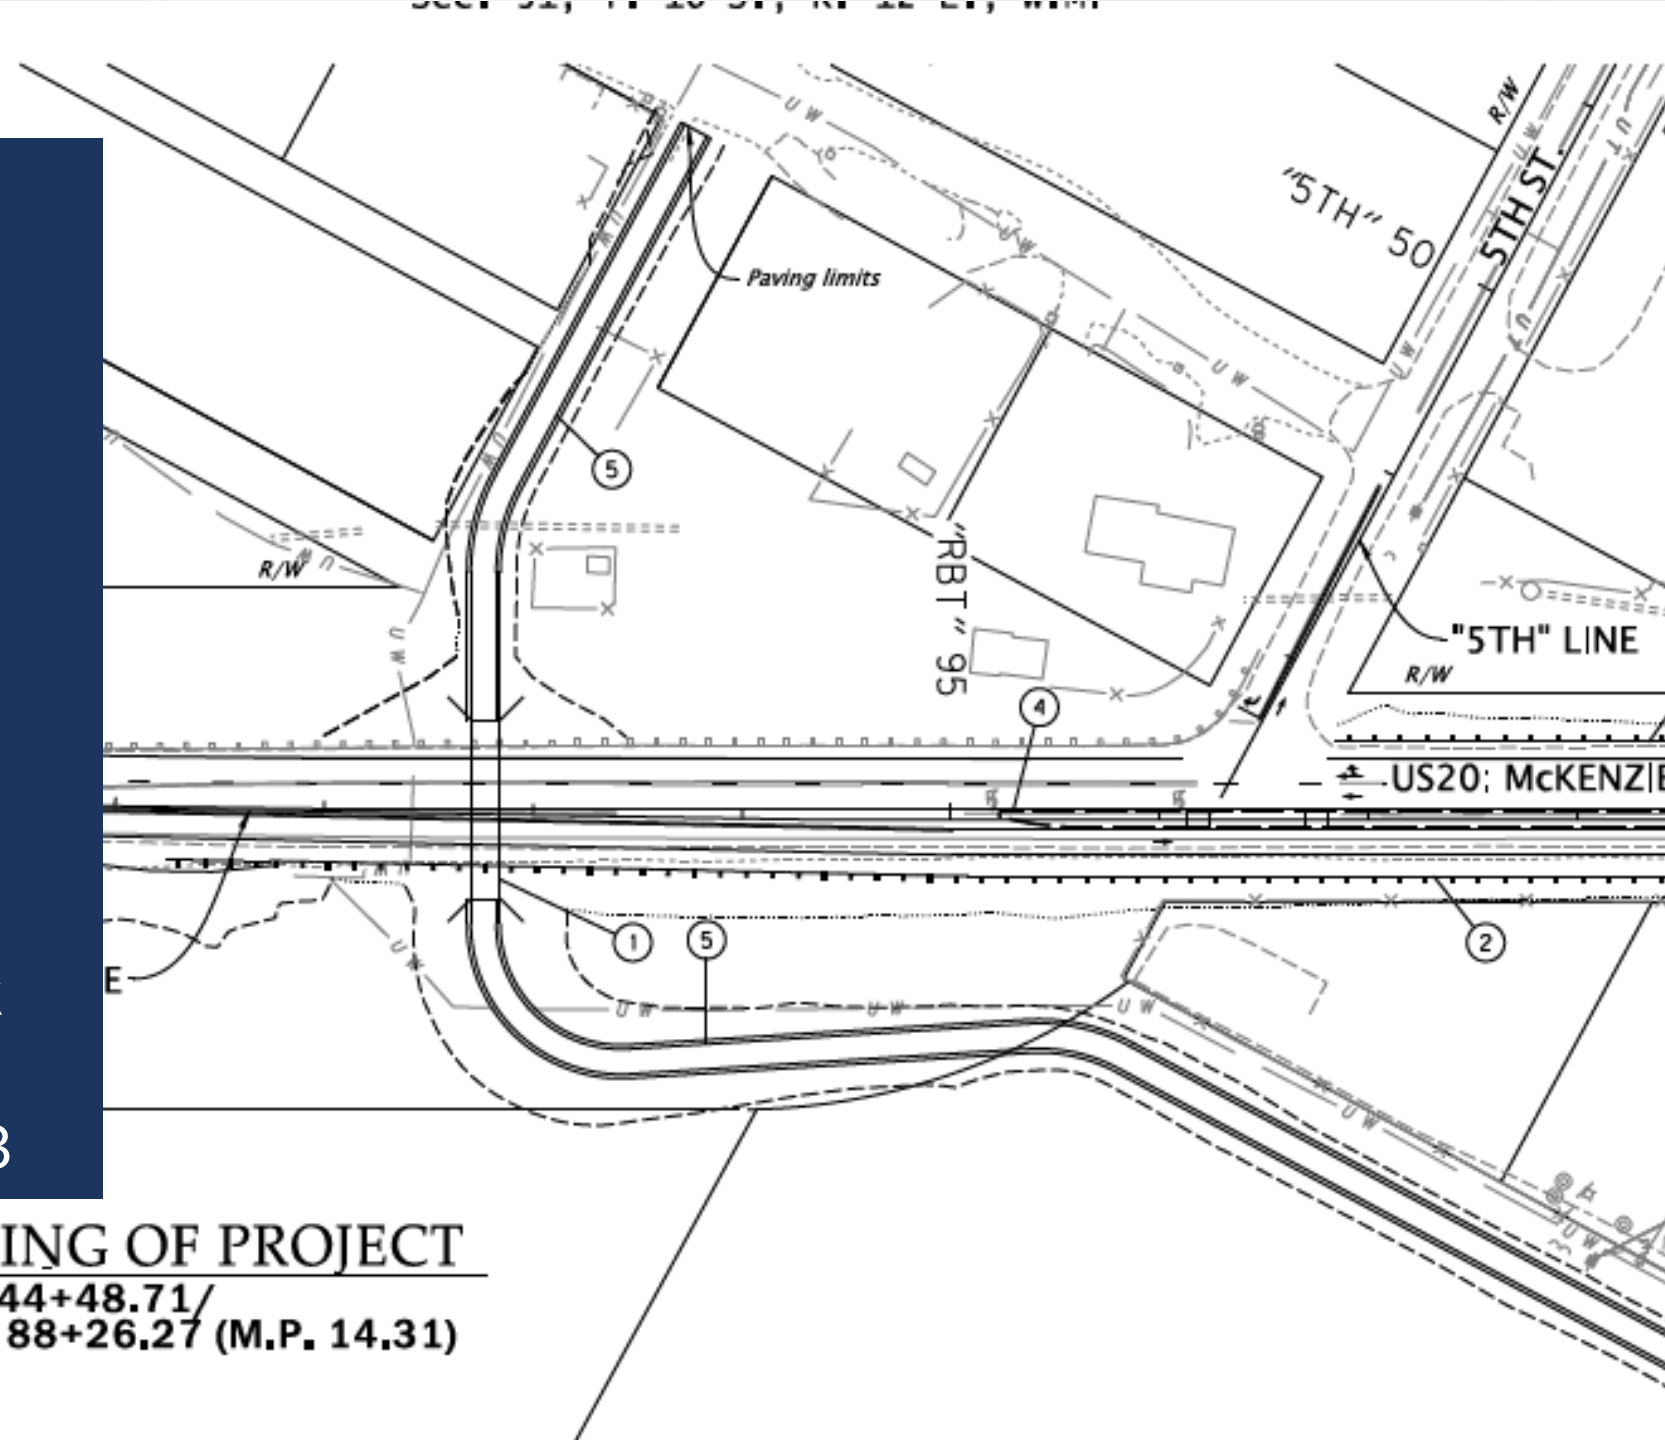 U W
"5TH" 50
R/W
5TH ST.
U T
Paving limits
U W
U W
U W
5
"RBT" 95
R/W
U W
"5TH" LINE
R/W
4
US20; McKENZIE
1
5
2
E
U W
U W
U W
U W
U W
U W
3
ING OF PROJECT
44+48.71/
88+26.27 (M.P. 14.31)